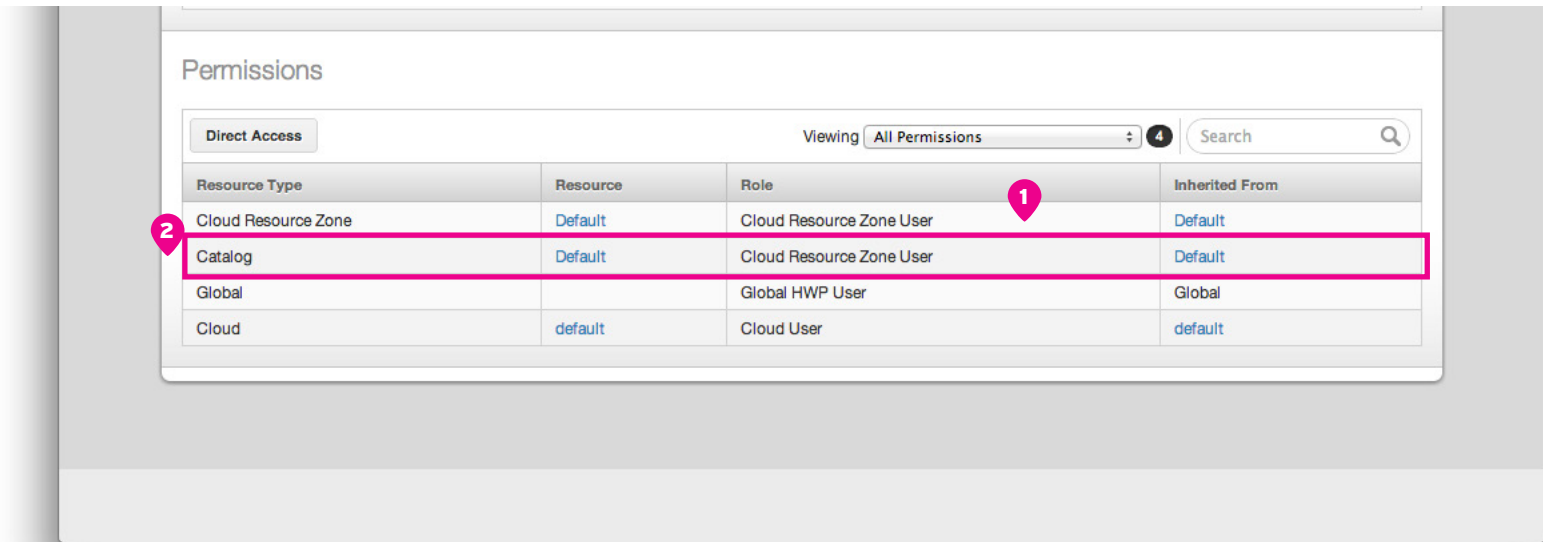 Permissions
Direct Access Viewing All Permissions 4 Search
Resource Type Resource Role Inherited From
1
Cloud Resource Zone Default Cloud Resource Zone User Default
2
Catalog Default Cloud Resource Zone User Default
Global Global HWP User Global
Cloud default Cloud User default